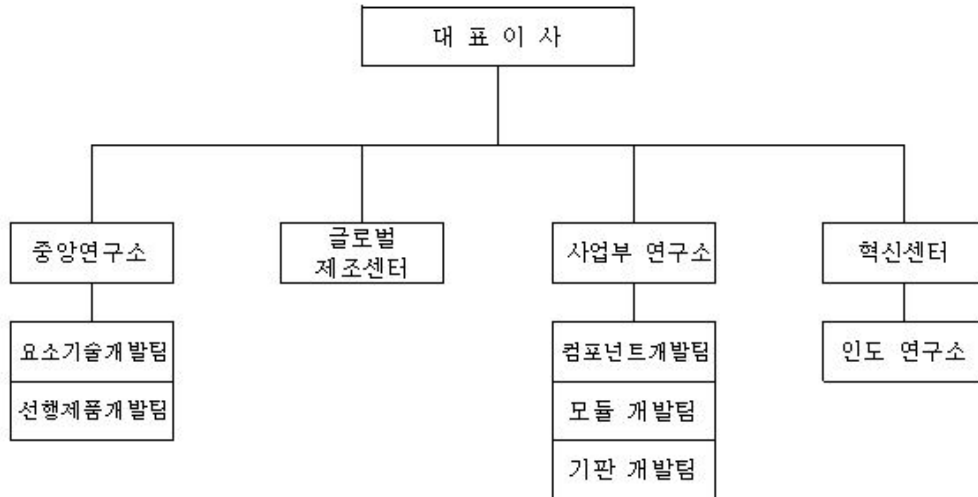 대 표 이 사
중앙연구소
글로벌
제조센터
사업부 연구소
혁신센터
요소기술개발팀
선행제품개발팀
컴포넌트개발팀
모듈 개발팀
기판 개발팀
인도 연구소